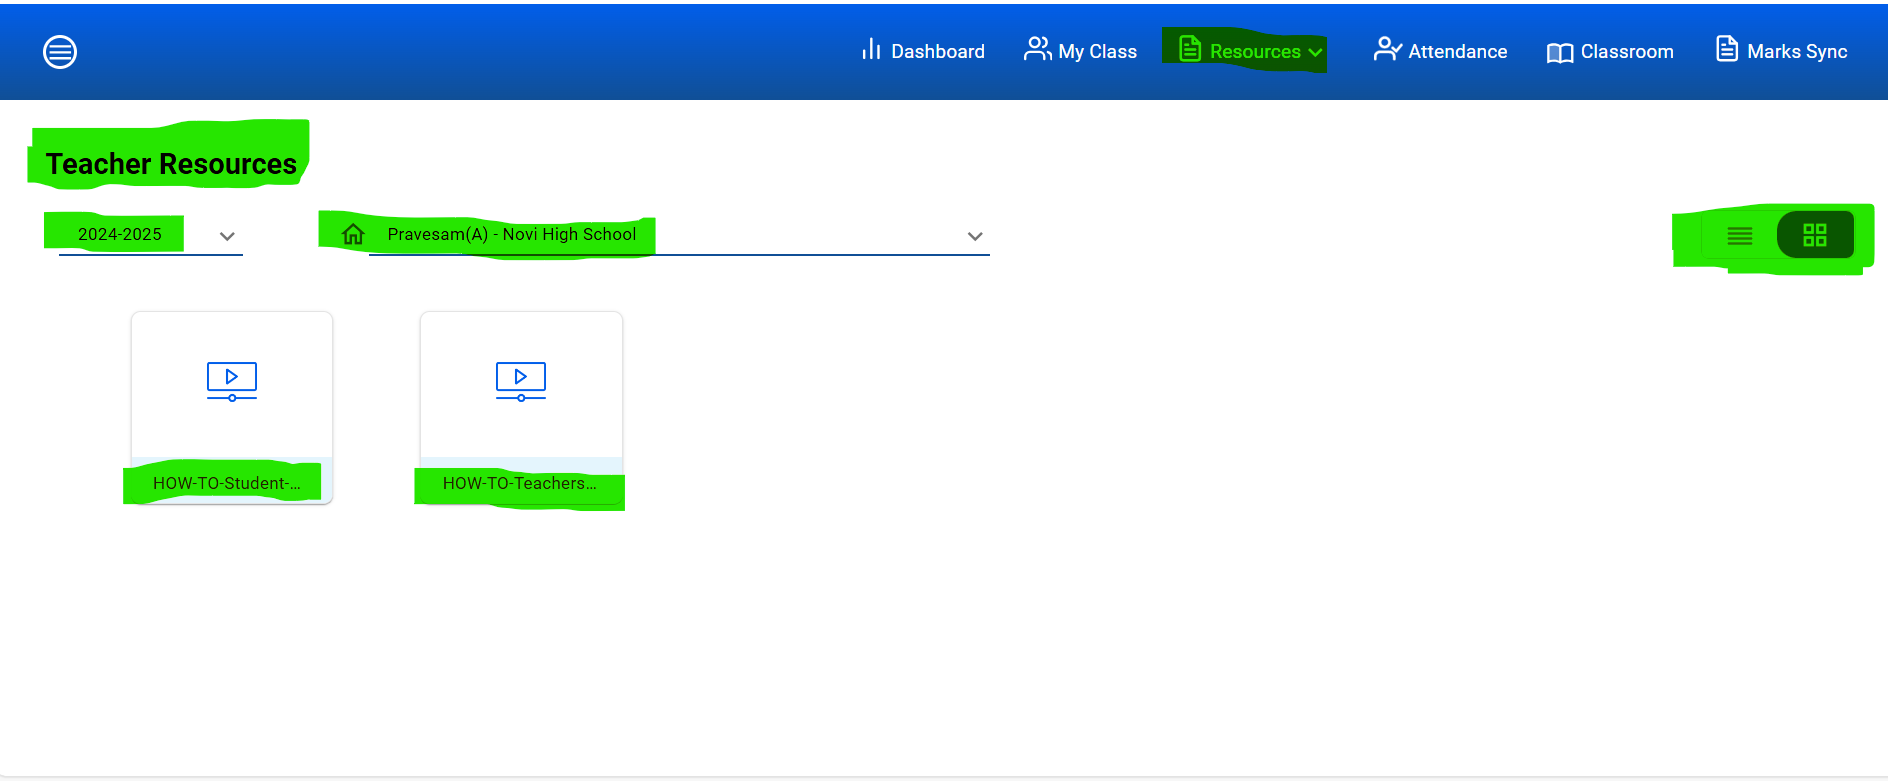 Dashboard My Class Resources Attendance Classroom Marks Sync
Teacher Resources
2024-2025 Pravesam(A) - Novi High School
HOW-TO-Student-... HOW-TO-Teachers...